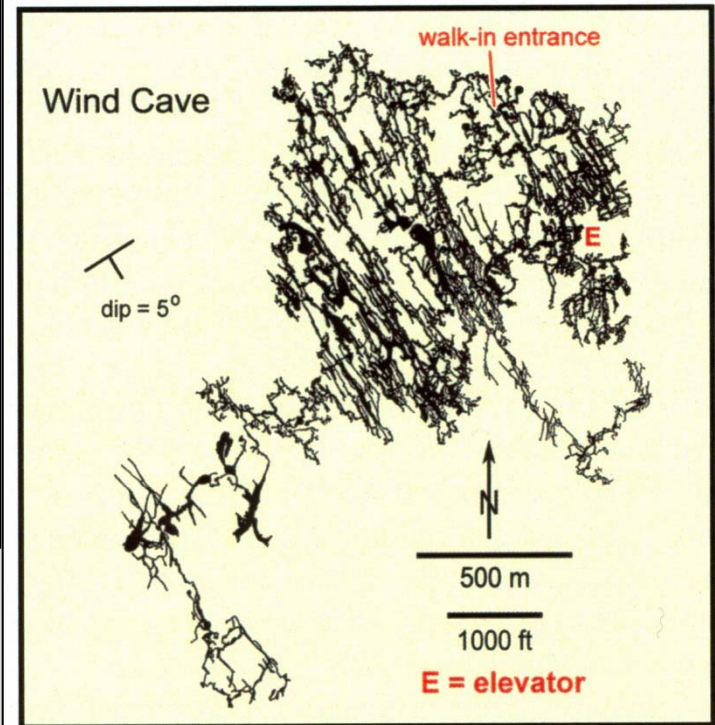 walk-in entrance
Wind Cave
E
dip = 5°
N
500 m
1000 ft
E = elevator